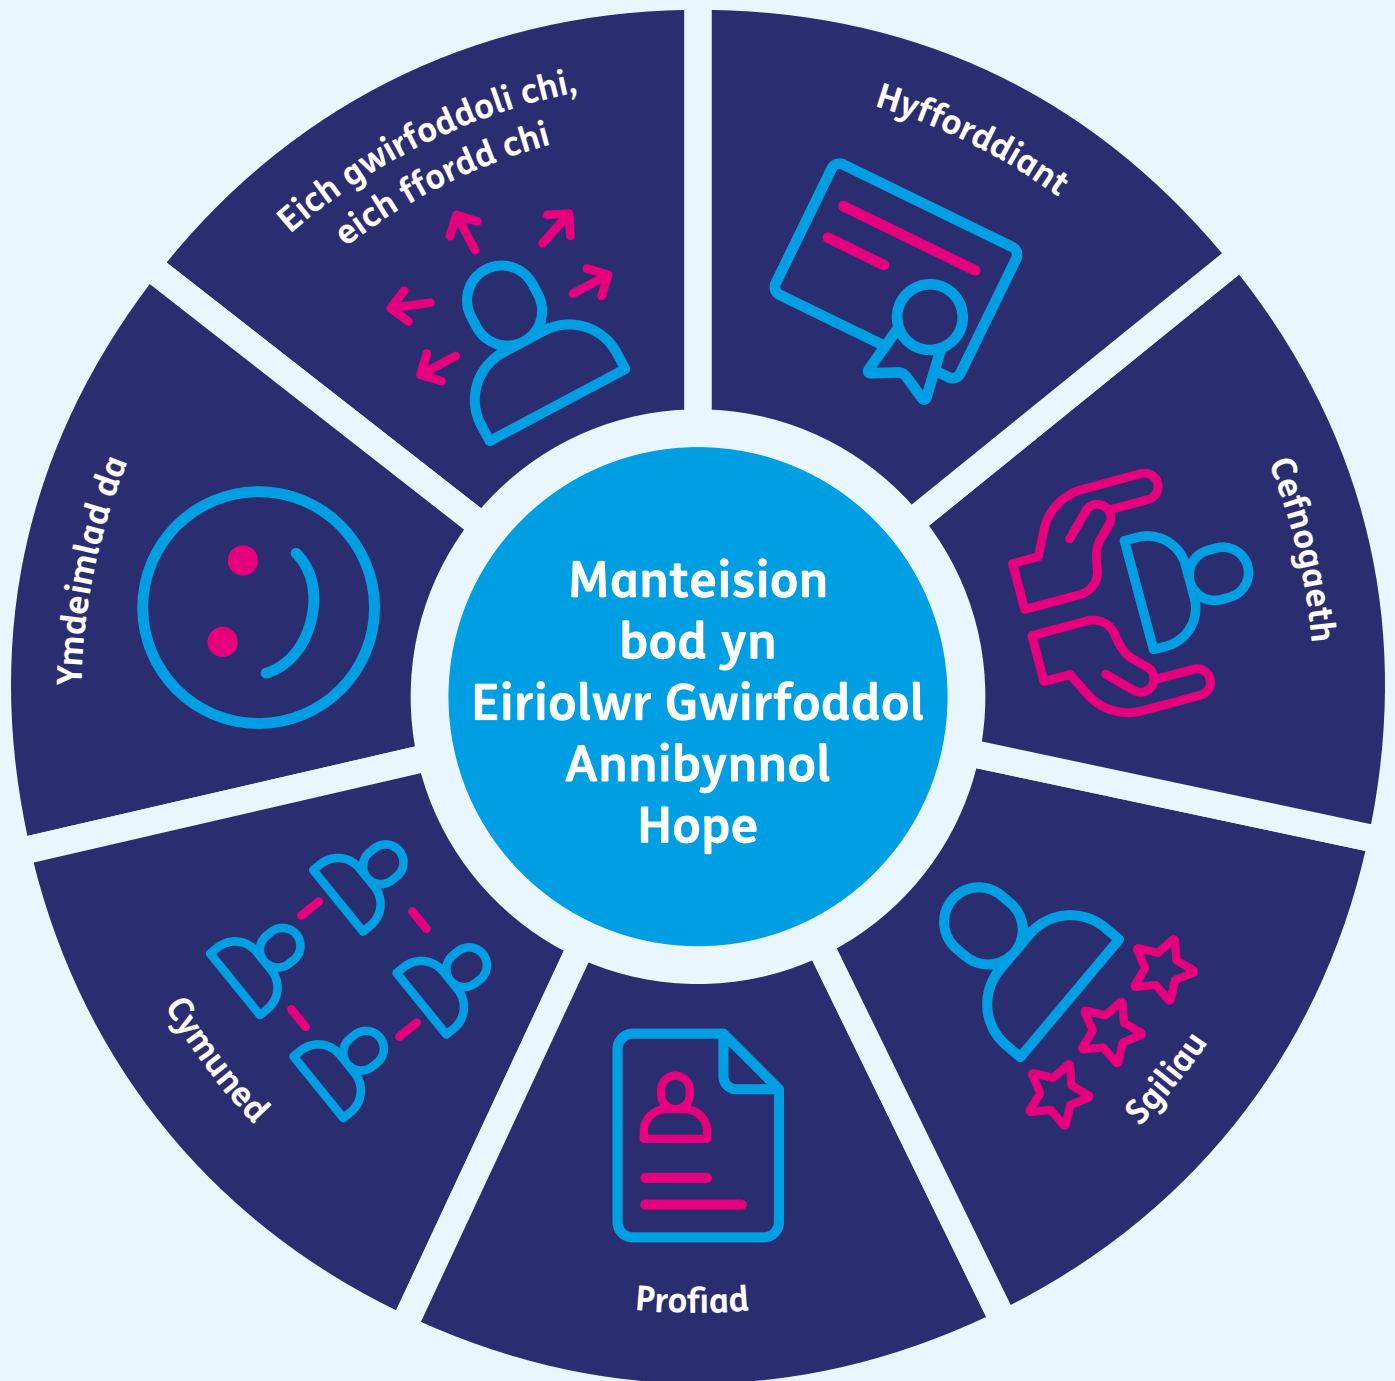 Manteision
bod yn
Eiriolwr Gwirfoddol
Annibynnol
Hope
Hyfforddiant
Cefnogaeth
Sgiliau
Profiad
Cymuned
Ymdeimlad da
Eich gwirfoddoli chi,
eich ffordd chi